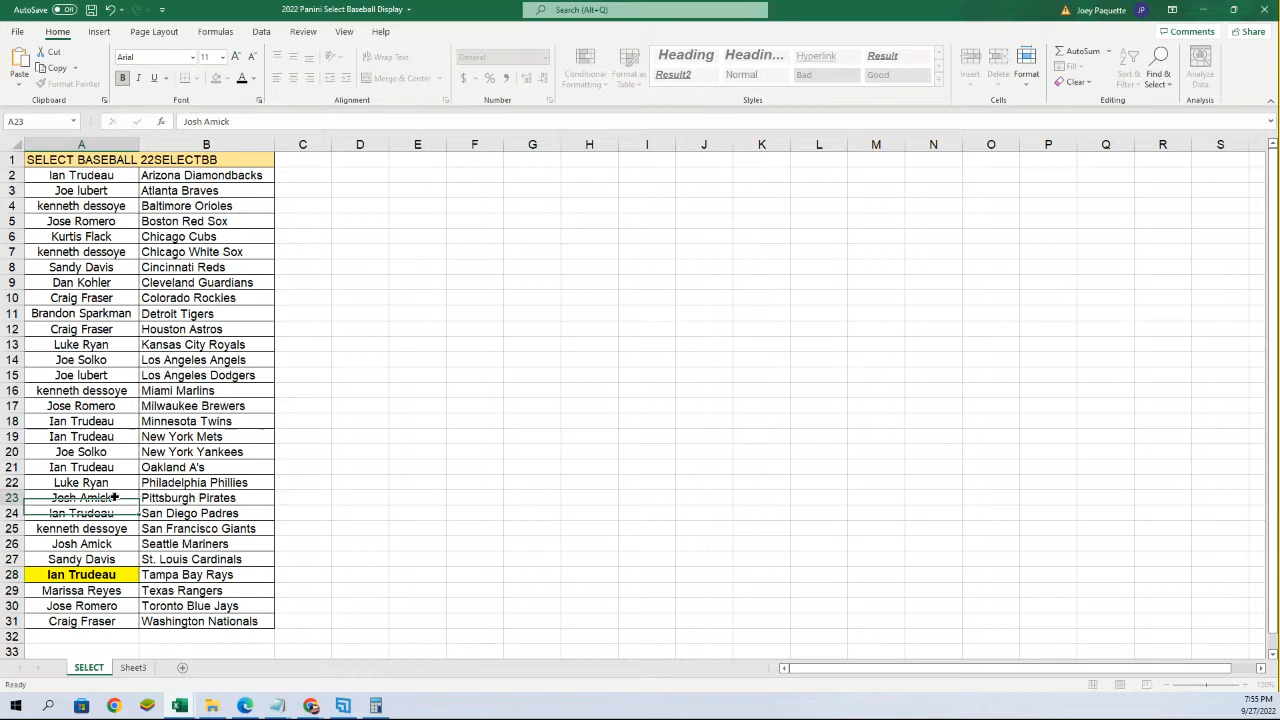 AutoSave Off 2022 Panini Select Baseball Display Search (Alt+Q) Joey Paquette JP
File Home Insert Page Layout Formulas Data Review View Help Comments Share
Paste Cut Copy Format Painter Clipboard
Arial 11 B I U Font
Wrap Text Merge & Center Alignment
General $ % Number
Conditional Formatting Format as Table
Heading Headin... Hyperlink Result
Result2 Normal Bad Good
Styles
Insert Delete Format Cells
AutoSum Fill Clear Sort & Filter Find & Select Editing
Analyze Data Analysis
A23 fx Josh Amick
A B C D E F G H I J K L M N O P Q R S
1 SELECT BASEBALL 22SELECTBB
2 Ian Trudeau Arizona Diamondbacks
3 Joe lubert Atlanta Braves
4 kenneth dessoye Baltimore Orioles
5 Jose Romero Boston Red Sox
6 Kurtis Flack Chicago Cubs
7 kenneth dessoye Chicago White Sox
8 Sandy Davis Cincinnati Reds
9 Dan Kohler Cleveland Guardians
10 Craig Fraser Colorado Rockies
11 Brandon Sparkman Detroit Tigers
12 Craig Fraser Houston Astros
13 Luke Ryan Kansas City Royals
14 Joe Solko Los Angeles Angels
15 Joe lubert Los Angeles Dodgers
16 kenneth dessoye Miami Marlins
17 Jose Romero Milwaukee Brewers
18 Ian Trudeau Minnesota Twins
19 Ian Trudeau New York Mets
20 Joe Solko New York Yankees
21 Ian Trudeau Oakland A's
22 Luke Ryan Philadelphia Phillies
23 Josh Amick Pittsburgh Pirates
24 Ian Trudeau San Diego Padres
25 kenneth dessoye San Francisco Giants
26 Josh Amick Seattle Mariners
27 Sandy Davis St. Louis Cardinals
28 Ian Trudeau Tampa Bay Rays
29 Marissa Reyes Texas Rangers
30 Jose Romero Toronto Blue Jays
31 Craig Fraser Washington Nationals
32
33
SELECT Sheet3
Ready 120%
7:55 PM
9/27/2022